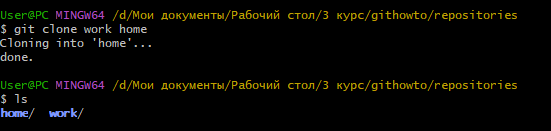 User@PC MINGW64 /d/Мои документы/Рабочий стол/3 курс/githowto/repositories
$ git clone work home
Cloning into 'home'...
done.
User@PC MINGW64 /d/Мои документы/Рабочий стол/3 курс/githowto/repositories
$ ls
home/  work/